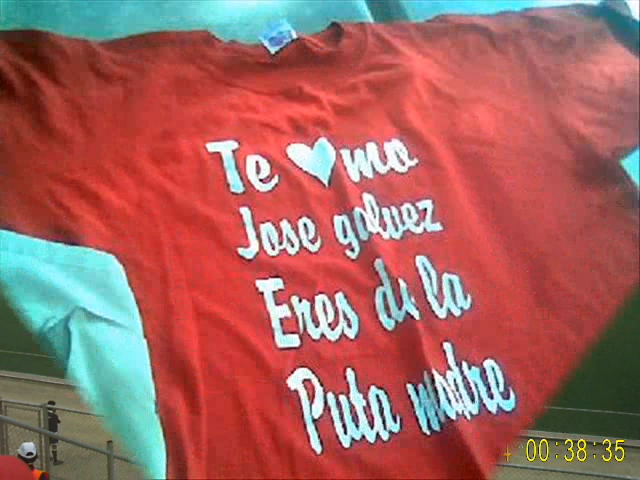 Te ♥mo
Jose galvez
Eres de la
Puta madre
+ 00:38:35